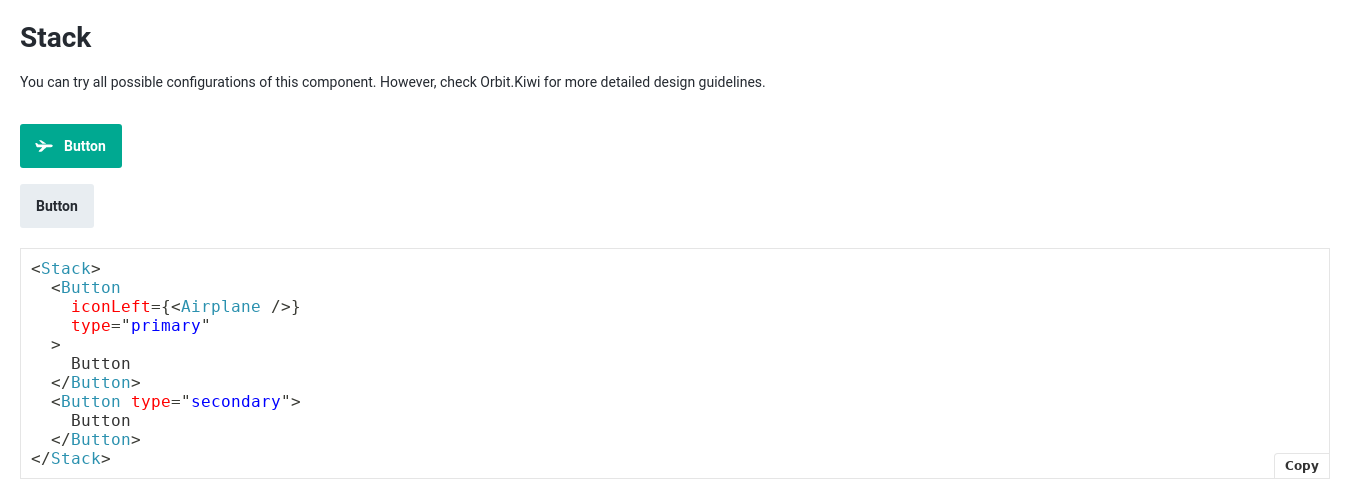 Stack
You can try all possible configurations of this component. However, check Orbit.Kiwi for more detailed design guidelines.
Button
Button
<Stack>
  <Button
    iconLeft={<Airplane />}
    type="primary"
  >
    Button
  </Button>
  <Button type="secondary">
    Button
  </Button>
</Stack>
Copy